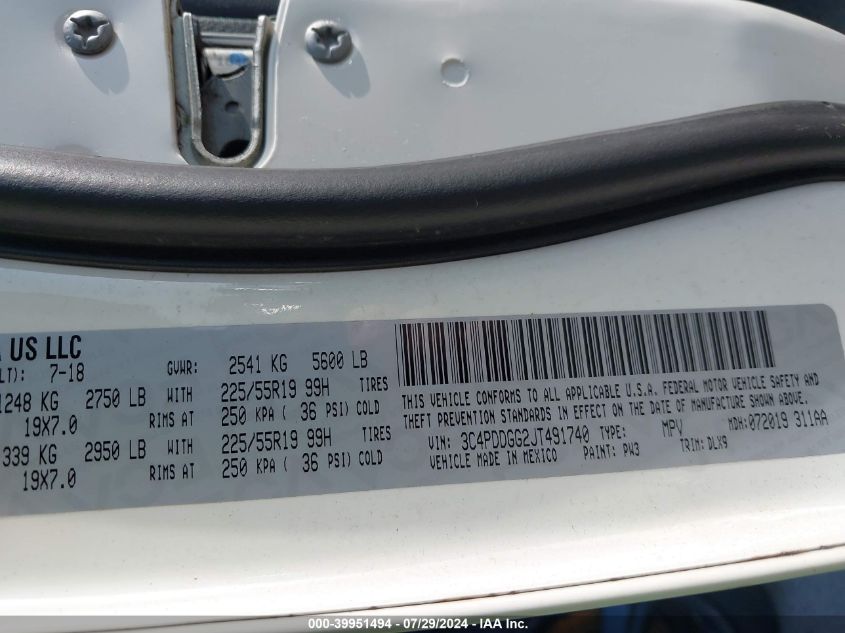 US LLC
7-18
GVWR: 2541 KG 5600 LB
1248 KG 2750 LB WITH 225/55R19 99H TIRES
19X7.0 RIMS AT 250 KPA ( 36 PSI) COLD
339 KG 2950 LB WITH 225/55R19 99H TIRES
19X7.0 RIMS AT 250 KPA ( 36 PSI) COLD
THIS VEHICLE CONFORMS TO ALL APPLICABLE U.S.A. FEDERAL MOTOR VEHICLE SAFETY AND
THEFT PREVENTION STANDARDS IN EFFECT ON THE DATE OF MANUFACTURE SHOWN ABOVE.
VIN: 3C4PDDGG2JT491740 TYPE: MPV MDH: 072019 311AA
VEHICLE MADE IN MEXICO PAINT: PW3 TRIM: DLX9
000-39951494 - 07/29/2024 - IAA Inc.